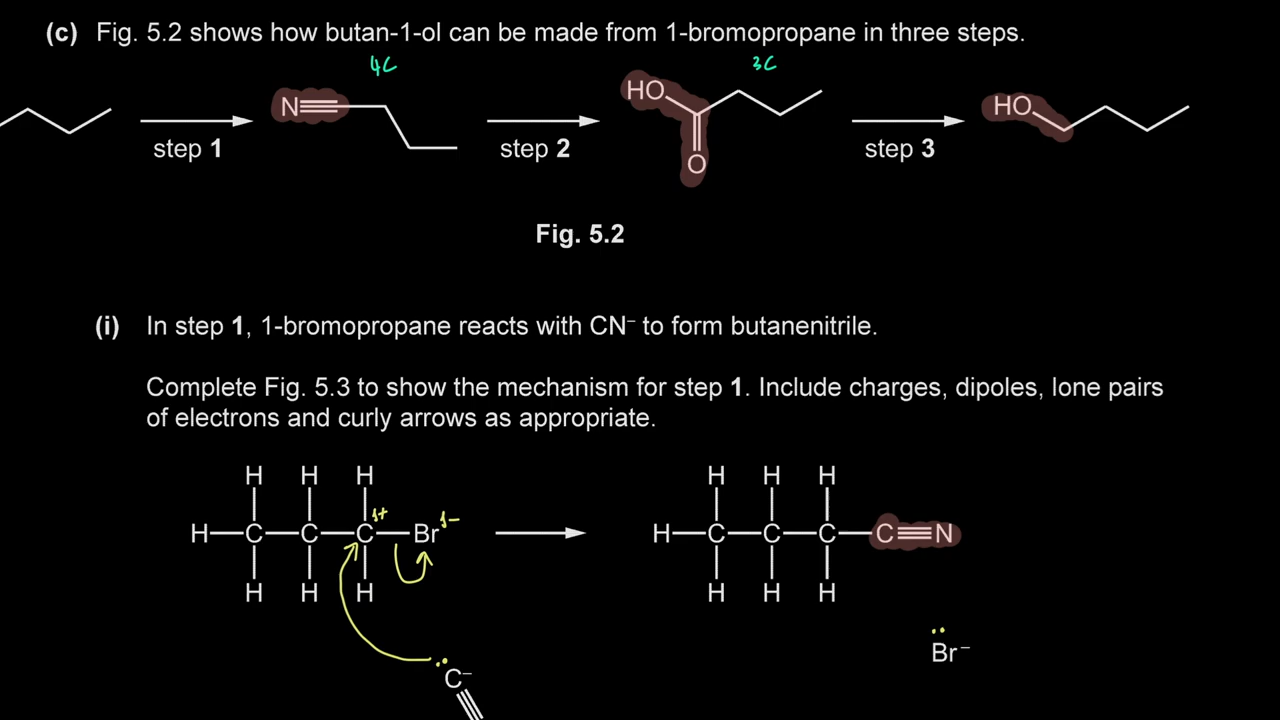 (c) Fig. 5.2 shows how butan-1-ol can be made from 1-bromopropane in three steps.
4C 3C
N HO O HO
step 1 step 2 step 3
Fig. 5.2
(i) In step 1, 1-bromopropane reacts with CN⁻ to form butanenitrile.
Complete Fig. 5.3 to show the mechanism for step 1. Include charges, dipoles, lone pairs
of electrons and curly arrows as appropriate.
H H H H H H
δ+ δ−
H C C C Br H C C C C N
H H H H H H
Br⁻
C⁻